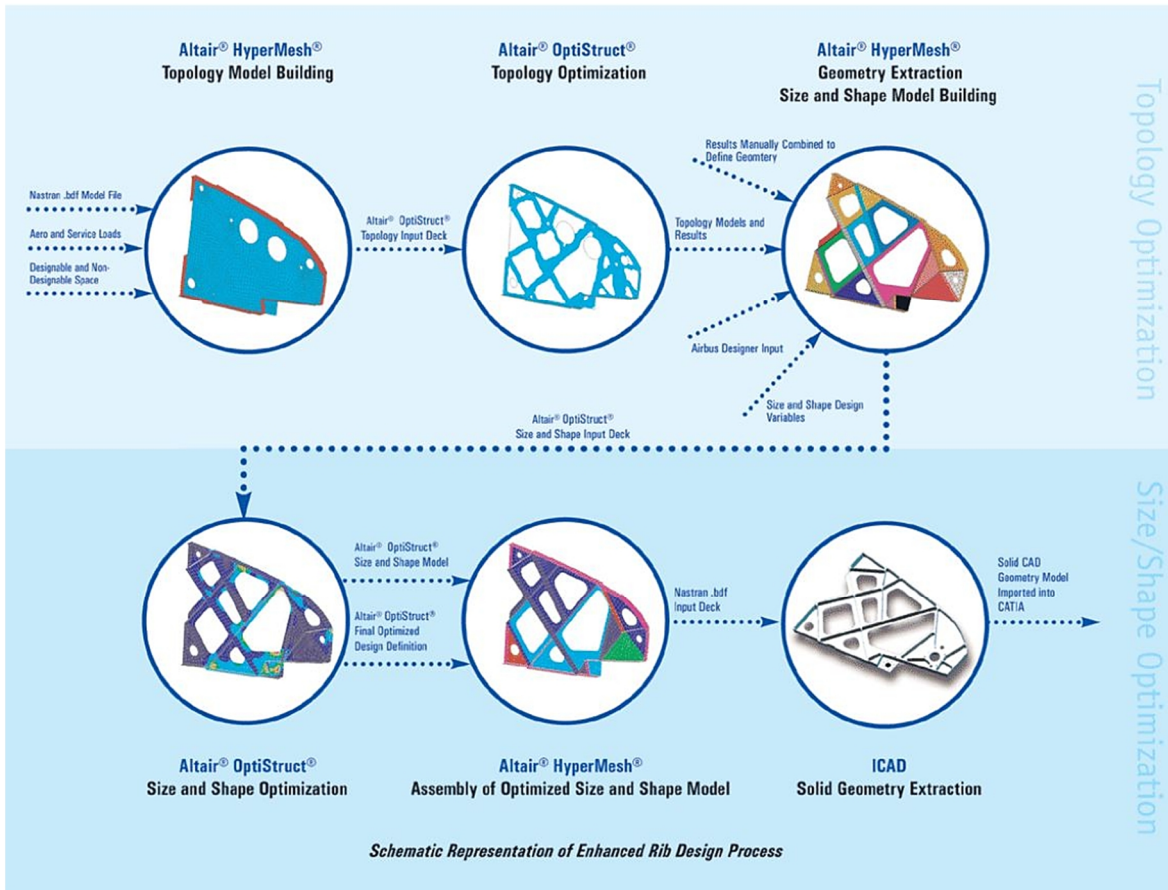 Altair® HyperMesh®
Topology Model Building
Altair® OptiStruct®
Topology Optimization
Altair® HyperMesh®
Geometry Extraction
Size and Shape Model Building
Topology Optimization
Nastran .bdf Model File
Aero and Service Loads
Designable and Non-
Designable Space
Altair® OptiStruct®
Topology Input Deck
Topology Models and
Results
Results Manually Combined to
Define Geomtery
Airbus Designer Input
Size and Shape Design
Variables
Altair® OptiStruct®
Size and Shape Input Deck
Size/Shape Optimization
Altair® OptiStruct®
Size and Shape Model
Altair® OptiStruct®
Final Optimized
Design Definition
Nastran .bdf
Input Deck
Solid CAD
Geometry Model
Imported into
CATIA
Altair® OptiStruct®
Size and Shape Optimization
Altair® HyperMesh®
Assembly of Optimized Size and Shape Model
ICAD
Solid Geometry Extraction
Schematic Representation of Enhanced Rib Design Process